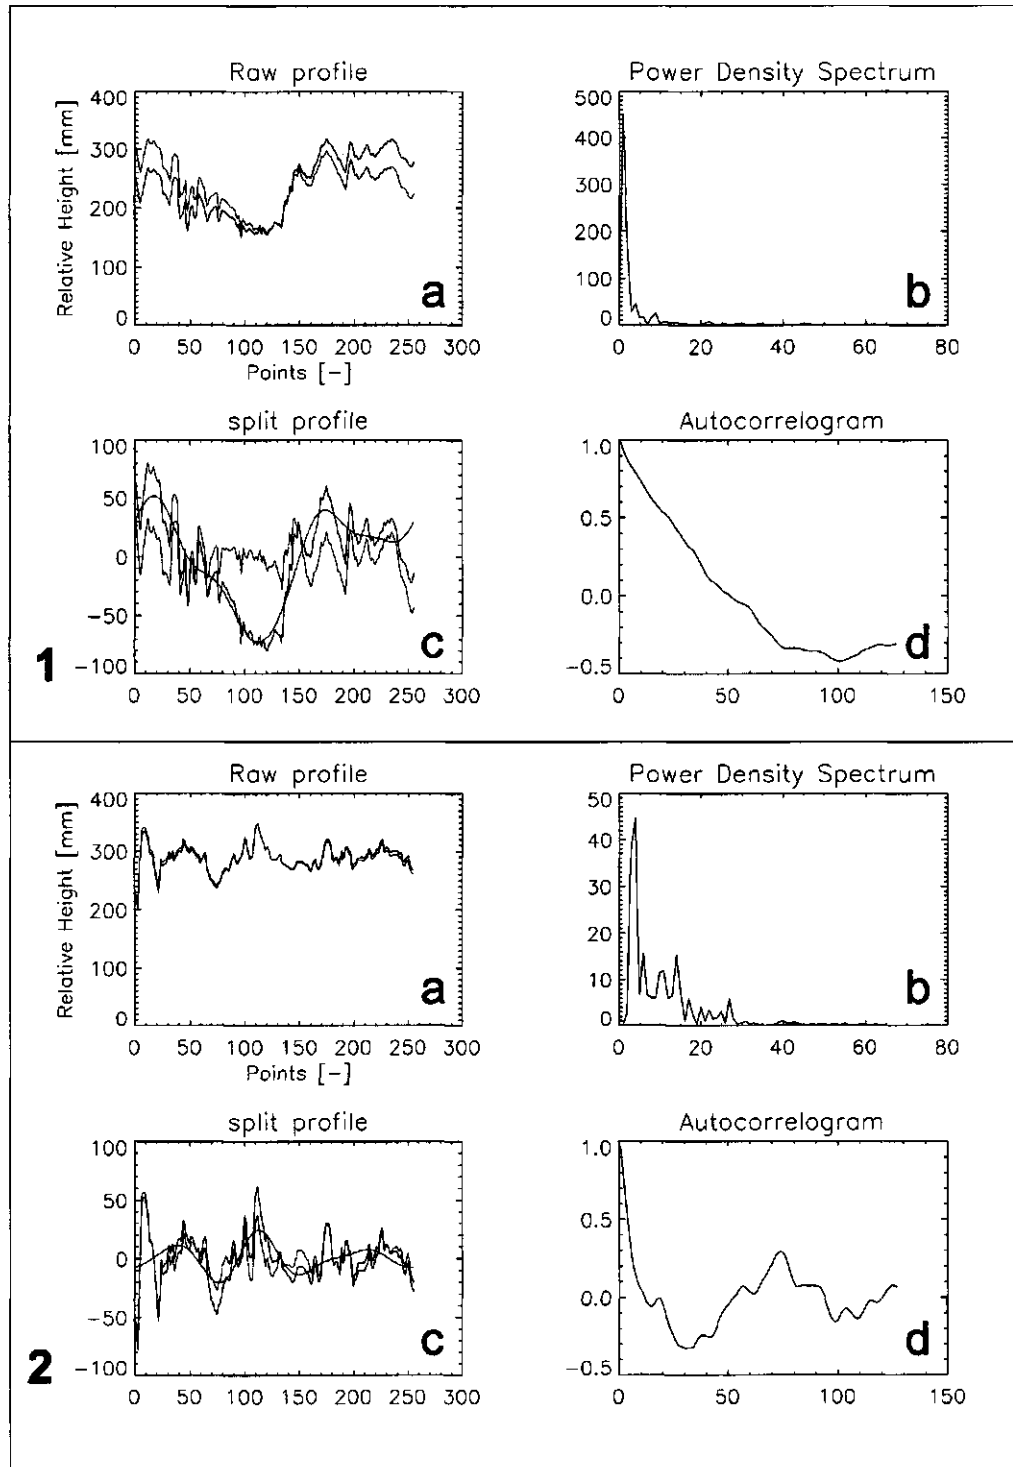 Raw profile
Power Density Spectrum
Relative Height [mm]
400
300
200
100
0
a
0 50 100 150 200 250 300
Points [-]
500
400
300
200
100
0
b
0 20 40 60 80
split profile
Autocorrelogram
100
50
0
-50
-100
c
0 50 100 150 200 250 300
1.0
0.5
0.0
-0.5
d
0 50 100 150
1
Raw profile
Power Density Spectrum
Relative Height [mm]
400
300
200
100
0
a
0 50 100 150 200 250 300
Points [-]
50
40
30
20
10
0
b
0 20 40 60 80
split profile
Autocorrelogram
100
50
0
-50
-100
c
0 50 100 150 200 250 300
1.0
0.5
0.0
-0.5
d
0 50 100 150
2